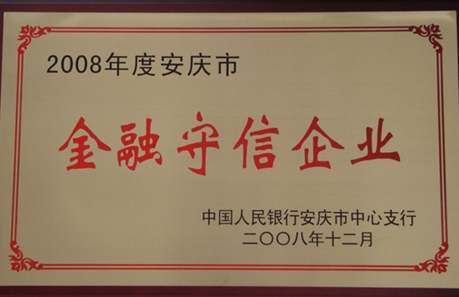 2008年度安庆市
金融守信企业
中国人民银行安庆市中心支行
二〇〇八年十二月